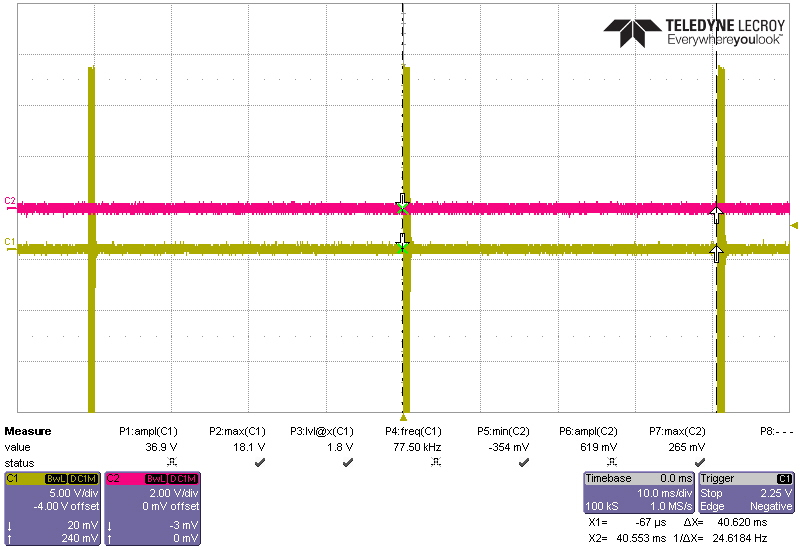 TELEDYNE LECROY
Everywhereyoulook™
C2
C1
Measure P1:ampl(C1) P2:max(C1) P3:lvl@x(C1) P4:freq(C1) P5:min(C2) P6:ampl(C2) P7:max(C2) P8:- - -
value 36.9 V 18.1 V 1.8 V 77.50 kHz -354 mV 619 mV 265 mV
status
C1 BwL DC1M
5.00 V/div
-4.00 V offset
↓ 20 mV
↑ 240 mV
C2 BwL DC1M
2.00 V/div
0 mV offset
↓ -3 mV
↑ 0 mV
Timebase 0.0 ms
10.0 ms/div
100 kS 1.0 MS/s
Trigger C1
Stop 2.25 V
Edge Negative
X1= -67 µs ΔX= 40.620 ms
X2= 40.553 ms 1/ΔX= 24.6184 Hz